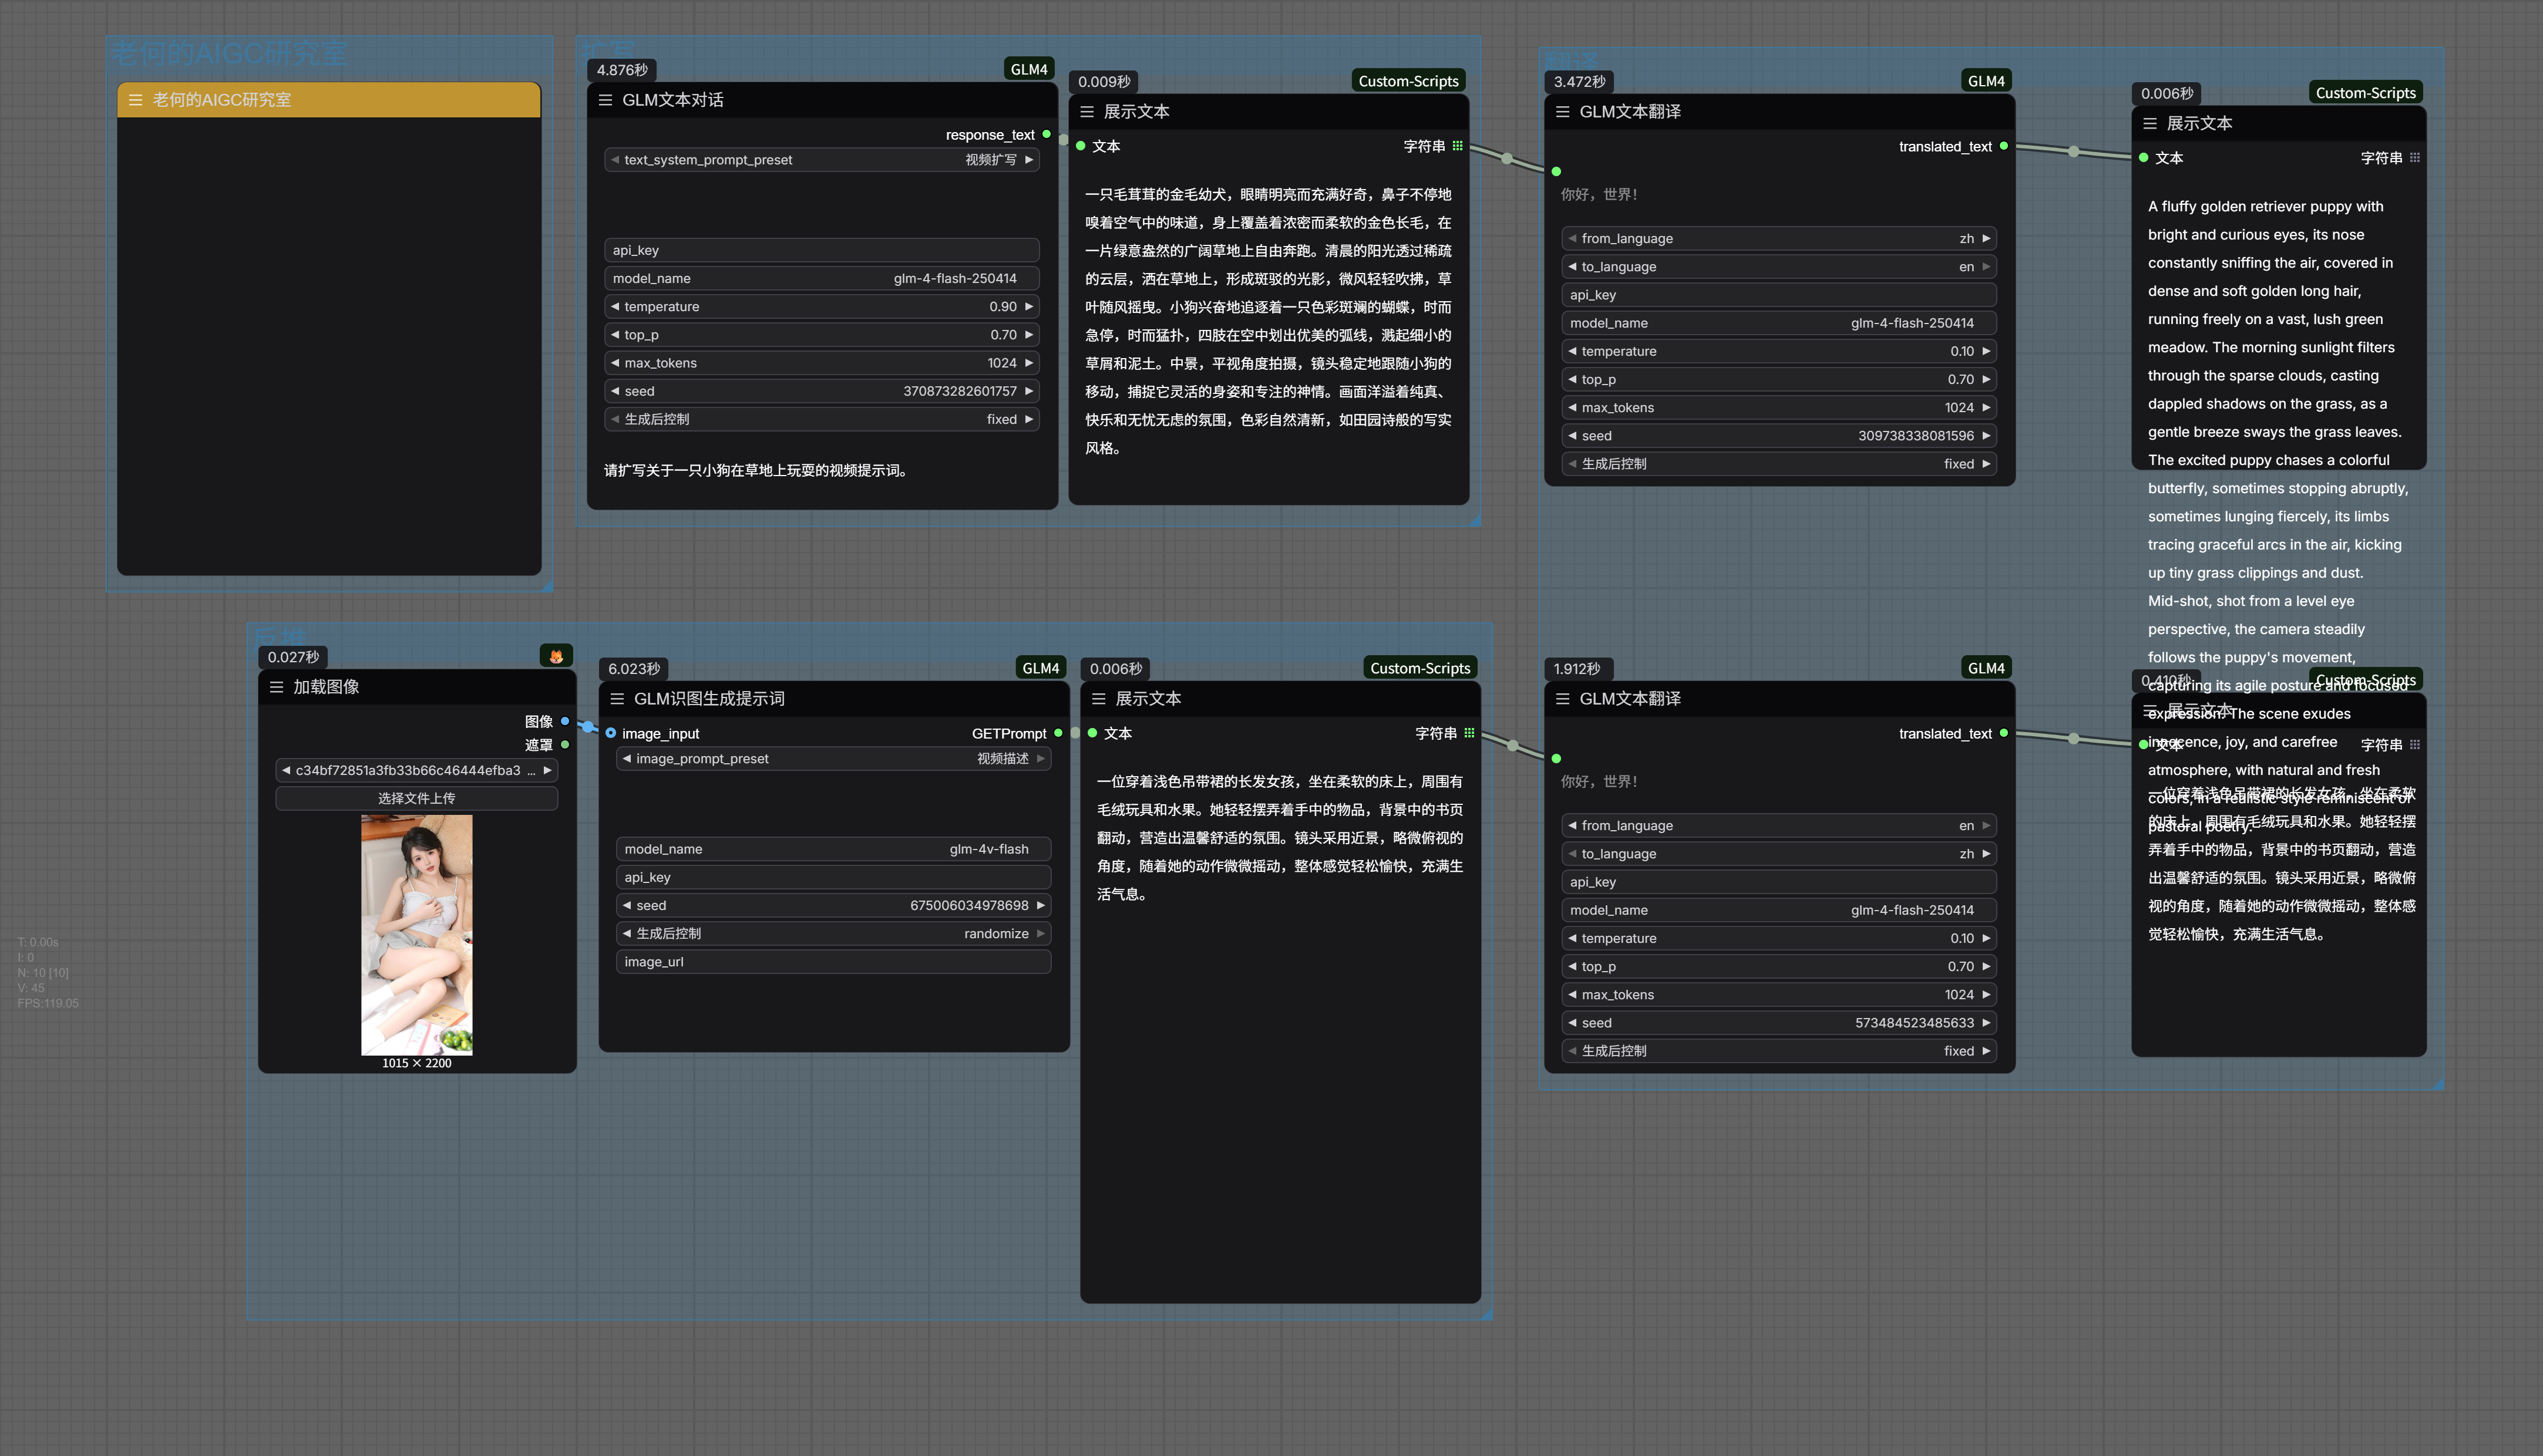 老何的AIGC研究室
老何的AIGC研究室
扩写
4.876秒
GLM4
GLM文本对话
response_text
text_system_prompt_preset 视频扩写
api_key
model_name glm-4-flash-250414
temperature 0.90
top_p 0.70
max_tokens 1024
seed 370873282601757
生成后控制 fixed
请扩写关于一只小狗在草地上玩耍的视频提示词。
0.009秒
Custom-Scripts
展示文本
文本 字符串
一只毛茸茸的金毛幼犬，眼睛明亮而充满好奇，鼻子不停地
嗅着空气中的味道，身上覆盖着浓密而柔软的金色长毛，在
一片绿意盎然的广阔草地上自由奔跑。清晨的阳光透过稀疏
的云层，洒在草地上，形成斑驳的光影，微风轻轻吹拂，草
叶随风摇曳。小狗兴奋地追逐着一只色彩斑斓的蝴蝶，时而
急停，时而猛扑，四肢在空中划出优美的弧线，溅起细小的
草屑和泥土。中景，平视角度拍摄，镜头稳定地跟随小狗的
移动，捕捉它灵活的身姿和专注的神情。画面洋溢着纯真、
快乐和无忧无虑的氛围，色彩自然清新，如田园诗般的写实
风格。
翻译
3.472秒
GLM4
GLM文本翻译
translated_text
你好，世界！
from_language zh
to_language en
api_key
model_name glm-4-flash-250414
temperature 0.10
top_p 0.70
max_tokens 1024
seed 309738338081596
生成后控制 fixed
0.006秒
Custom-Scripts
展示文本
文本 字符串
A fluffy golden retriever puppy with
bright and curious eyes, its nose
constantly sniffing the air, covered in
dense and soft golden long hair,
running freely on a vast, lush green
meadow. The morning sunlight filters
through the sparse clouds, casting
dappled shadows on the grass, as a
gentle breeze sways the grass leaves.
The excited puppy chases a colorful
butterfly, sometimes stopping abruptly,
sometimes lunging fiercely, its limbs
tracing graceful arcs in the air, kicking
up tiny grass clippings and dust.
Mid-shot, shot from a level eye
perspective, the camera steadily
follows the puppy's movement,
capturing its agile posture and focused
expression. The scene exudes
innocence, joy, and carefree
atmosphere, with natural and fresh
colors, in a realistic style reminiscent of
pastoral poetry.
反推
0.027秒
加载图像
图像
遮罩
c34bf72851a3fb33b66c46444efba3 ...
选择文件上传
1015 × 2200
6.023秒
GLM4
GLM识图生成提示词
image_input GETPrompt
image_prompt_preset 视频描述
model_name glm-4v-flash
api_key
seed 675006034978698
生成后控制 randomize
image_url
0.006秒
Custom-Scripts
展示文本
文本 字符串
一位穿着浅色吊带裙的长发女孩，坐在柔软的床上，周围有
毛绒玩具和水果。她轻轻摆弄着手中的物品，背景中的书页
翻动，营造出温馨舒适的氛围。镜头采用近景，略微俯视的
角度，随着她的动作微微摇动，整体感觉轻松愉快，充满生
活气息。
1.912秒
GLM4
GLM文本翻译
translated_text
你好，世界！
from_language en
to_language zh
api_key
model_name glm-4-flash-250414
temperature 0.10
top_p 0.70
max_tokens 1024
seed 573484523485633
生成后控制 fixed
0.410秒
Custom-Scripts
展示文本
文本 字符串
一位穿着浅色吊带裙的长发女孩，坐在柔软
的床上，周围有毛绒玩具和水果。她轻轻摆
弄着手中的物品，背景中的书页翻动，营造
出温馨舒适的氛围。镜头采用近景，略微俯
视的角度，随着她的动作微微摇动，整体感
觉轻松愉快，充满生活气息。
T: 0.00s
I: 0
N: 10 [10]
V: 45
FPS:119.05